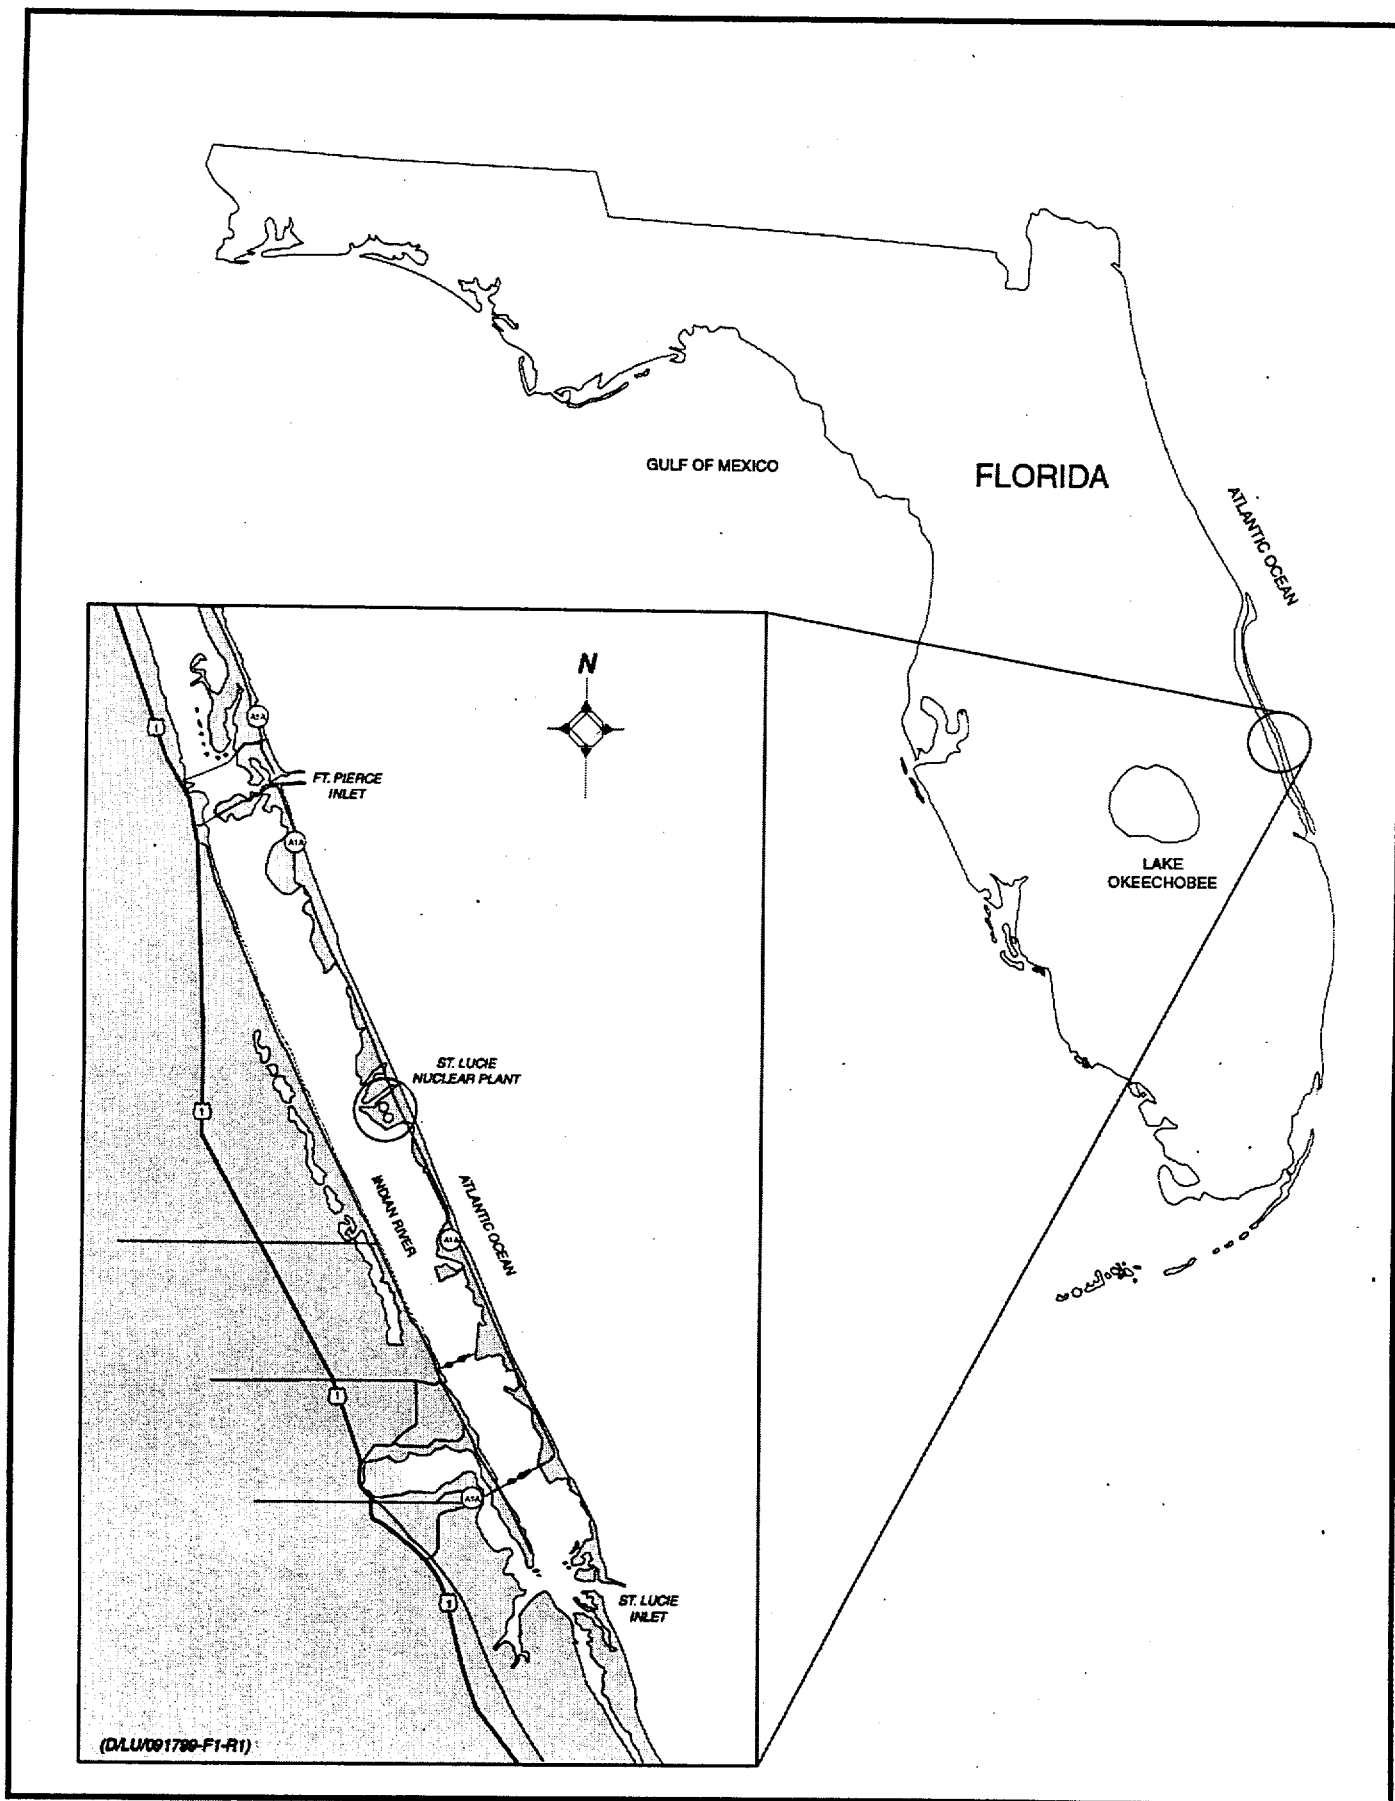 GULF OF MEXICO
FLORIDA
ATLANTIC OCEAN
N
A1A
1
FT. PIERCE
INLET
A1A
LAKE
OKEECHOBEE
ST. LUCIE
NUCLEAR PLANT
1
INDIAN RIVER
ATLANTIC OCEAN
A1A
1
A1A
1
ST. LUCIE
INLET
(D/LU/091799-F1-R1)